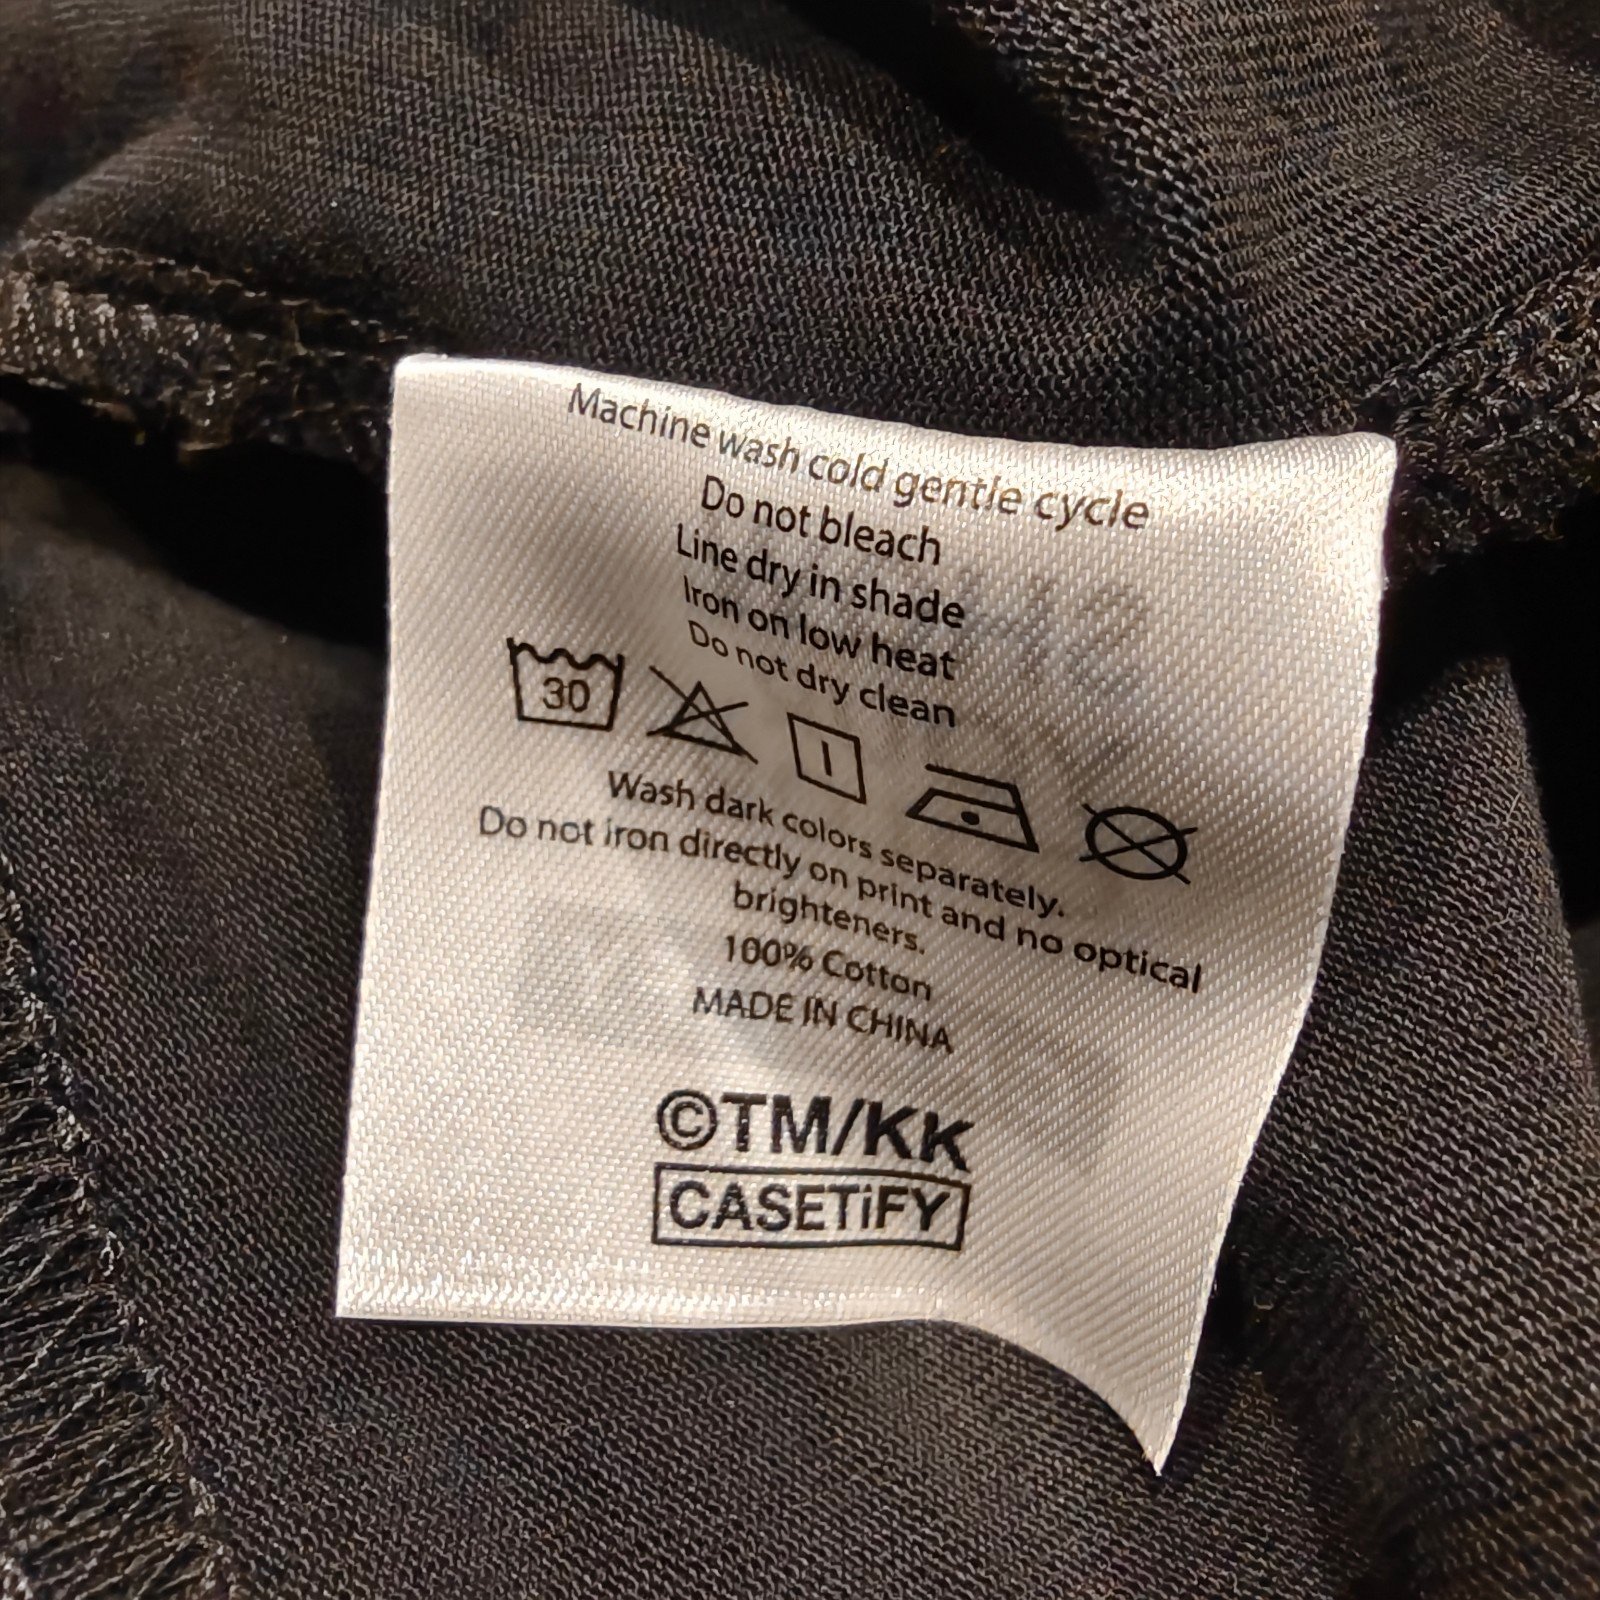 Machine wash cold gentle cycle
Do not bleach
Line dry in shade
Iron on low heat
Do not dry clean
30
Wash dark colors separately.
Do not iron directly on print and no optical
brighteners.
100% Cotton
MADE IN CHINA
©TM/KK
CASETiFY